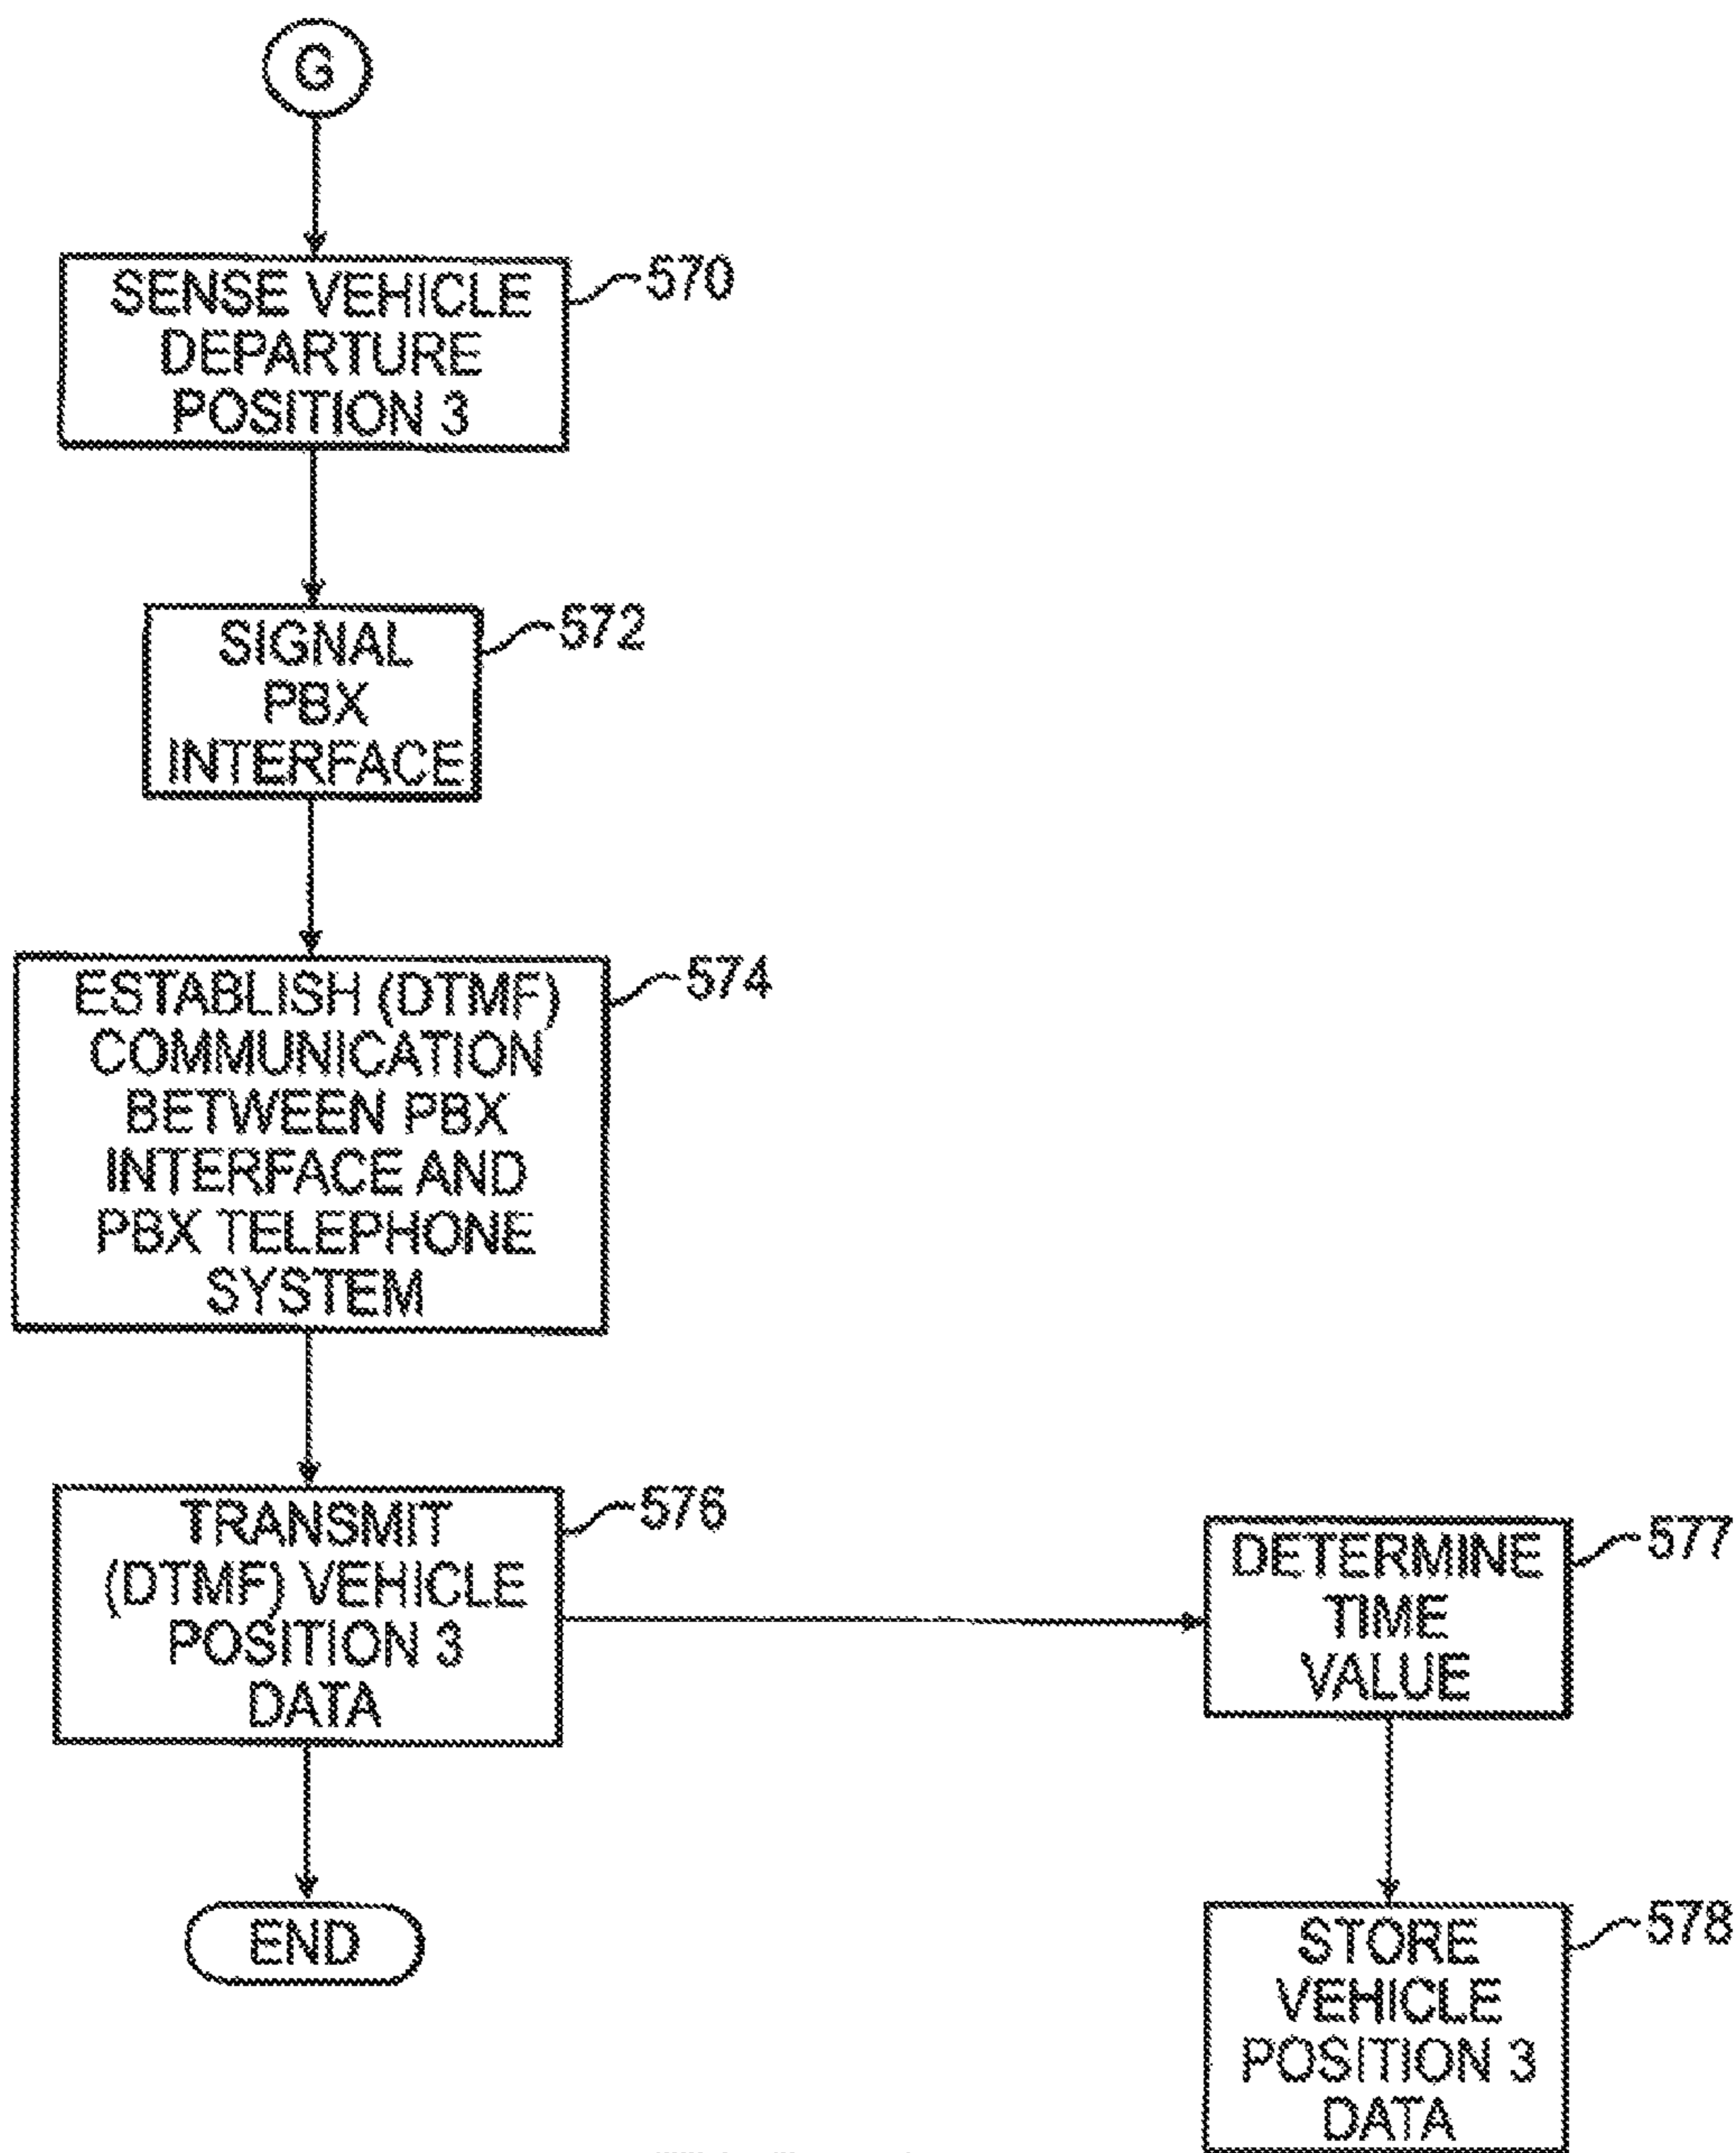 G
SENSE VEHICLE
DEPARTURE
POSITION 3
570
SIGNAL
PBX
INTERFACE
572
ESTABLISH (DTMF)
COMMUNICATION
BETWEEN PBX
INTERFACE AND
PBX TELEPHONE
SYSTEM
574
TRANSMIT
(DTMF) VEHICLE
POSITION 3
DATA
576
DETERMINE
TIME
VALUE
577
END
STORE
VEHICLE
POSITION 3
DATA
578